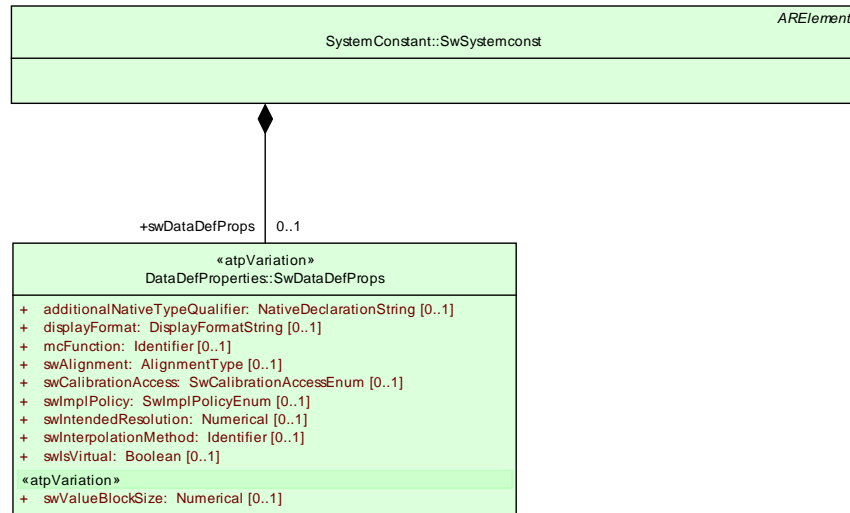 ARElement
SystemConstant::SwSystemconst
+swDataDefProps 0..1
«atpVariation»
DataDefProperties::SwDataDefProps
+ additionalNativeTypeQualifier: NativeDeclarationString [0..1]
+ displayFormat: DisplayFormatString [0..1]
+ mcFunction: Identifier [0..1]
+ swAlignment: AlignmentType [0..1]
+ swCalibrationAccess: SwCalibrationAccessEnum [0..1]
+ swImplPolicy: SwImplPolicyEnum [0..1]
+ swIntendedResolution: Numerical [0..1]
+ swInterpolationMethod: Identifier [0..1]
+ swIsVirtual: Boolean [0..1]
«atpVariation»
+ swValueBlockSize: Numerical [0..1]